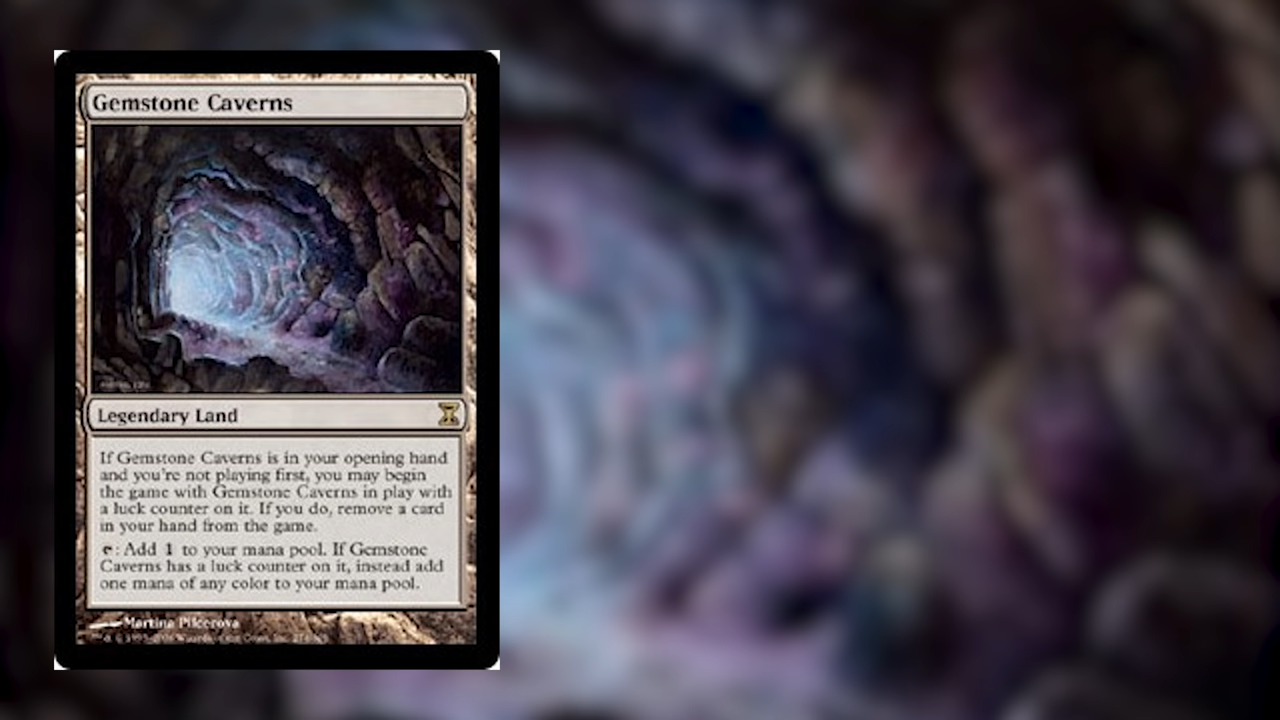 Gemstone Caverns
Legendary Land
If Gemstone Caverns is in your opening hand
and you're not playing first, you may begin
the game with Gemstone Caverns in play with
a luck counter on it. If you do, remove a card
in your hand from the game.
: Add 1 to your mana pool. If Gemstone
Caverns has a luck counter on it, instead add
one mana of any color to your mana pool.
Martina Pilcerova